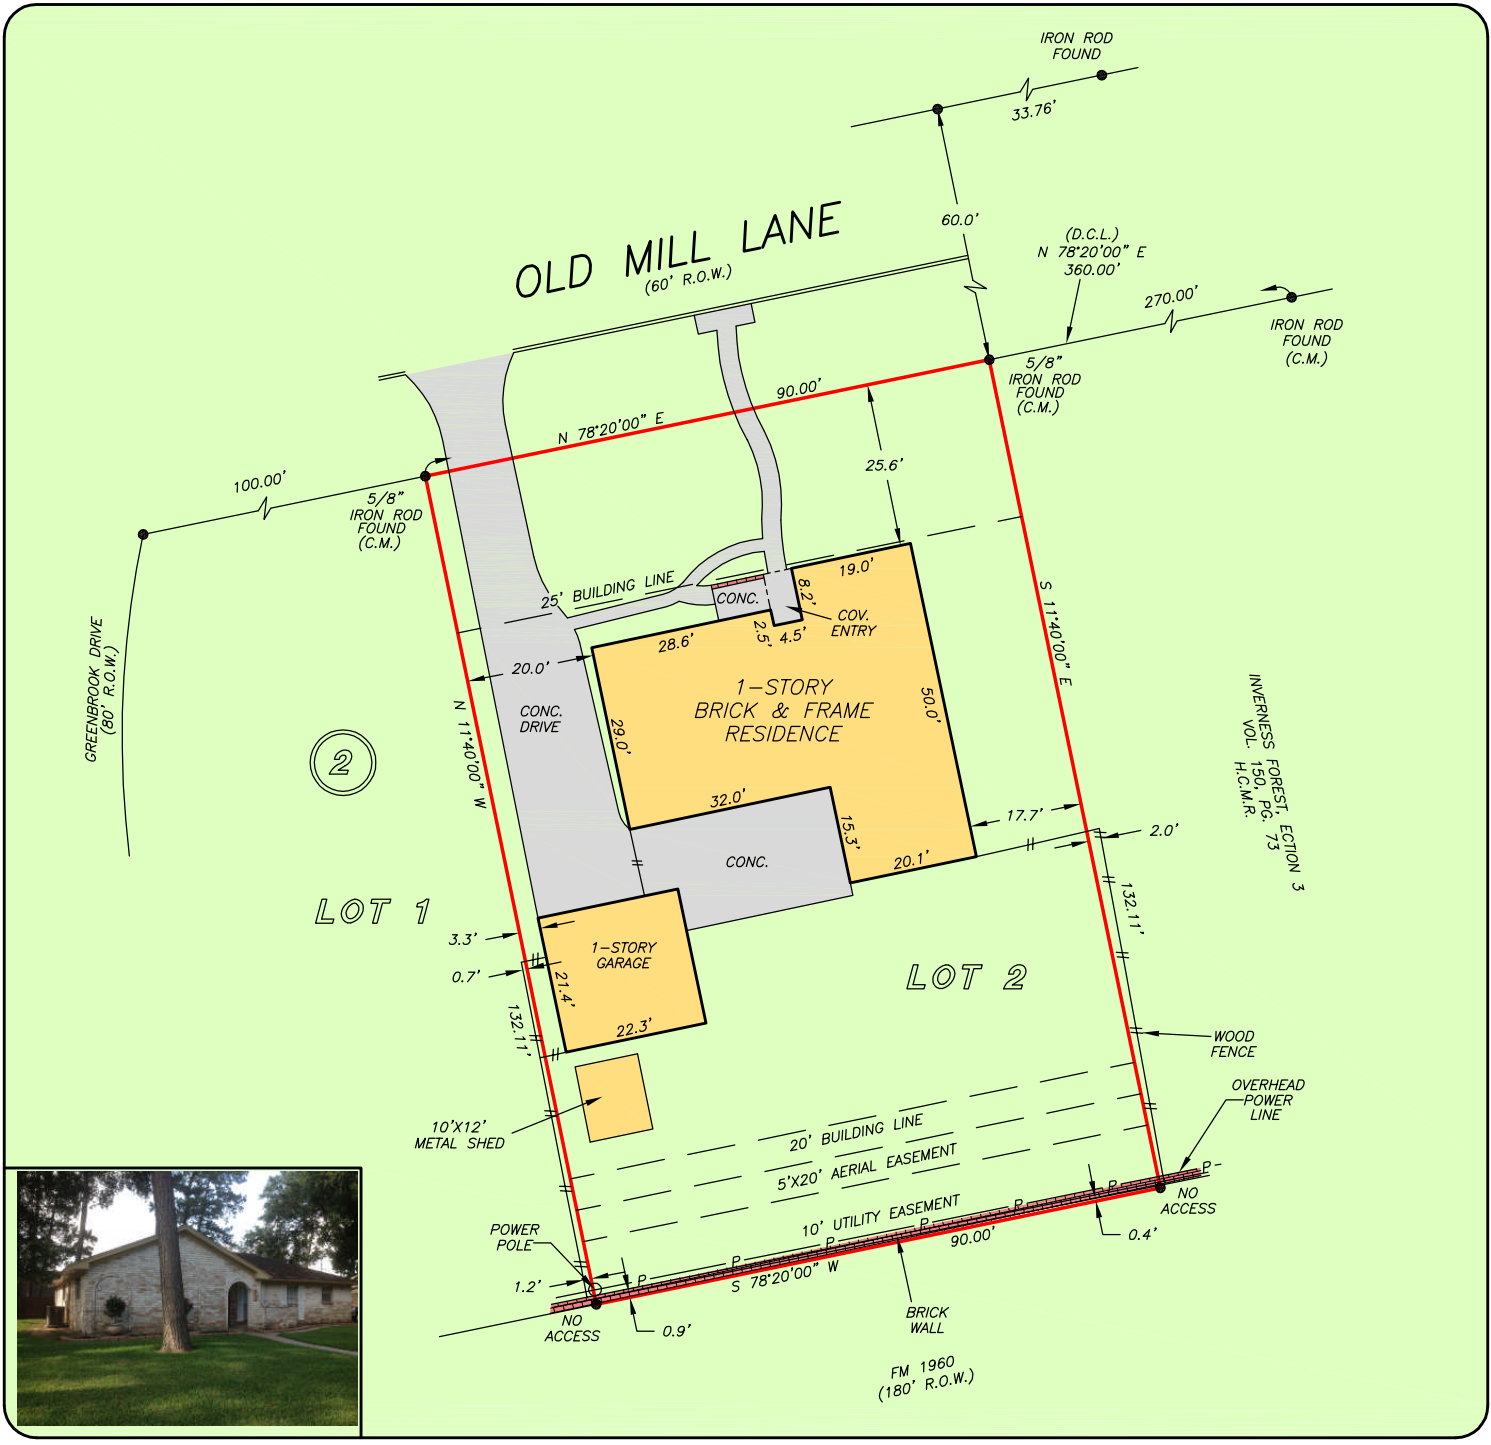 IRON ROD
FOUND
33.76'
60.0'
OLD MILL LANE
(60' R.O.W.)
(D.C.L.)
N 78°20'00" E
360.00'
270.00'
IRON ROD
FOUND
(C.M.)
5/8"
IRON ROD
FOUND
(C.M.)
90.00'
N 78°20'00" E
100.00'
5/8"
IRON ROD
FOUND
(C.M.)
25.6'
25' BUILDING LINE
CONC.
19.0'
8.2'
COV.
ENTRY
2.5'
4.5'
28.6'
20.0'
S 11°40'00" E
GREENBROOK DRIVE
(80' R.O.W.)
1-STORY
BRICK & FRAME
RESIDENCE
50.0'
CONC.
DRIVE
29.0'
N 11°40'00" W
2
32.0'
15.3'
20.1'
17.7'
2.0'
INVERNESS FOREST, ECTION 3
VOL. 150, PG. 73
H.C.M.R.
CONC.
LOT 1
132.11'
3.3'
0.7'
1-STORY
GARAGE
21.4'
22.3'
132.11'
LOT 2
WOOD
FENCE
10'X12'
METAL SHED
OVERHEAD
POWER
LINE
20' BUILDING LINE
5'X20' AERIAL EASEMENT
10' UTILITY EASEMENT
P
P
P
P
P
P
P
NO
ACCESS
0.4'
90.00'
S 78°20'00" W
POWER
POLE
1.2'
NO
ACCESS
0.9'
BRICK
WALL
FM 1960
(180' R.O.W.)